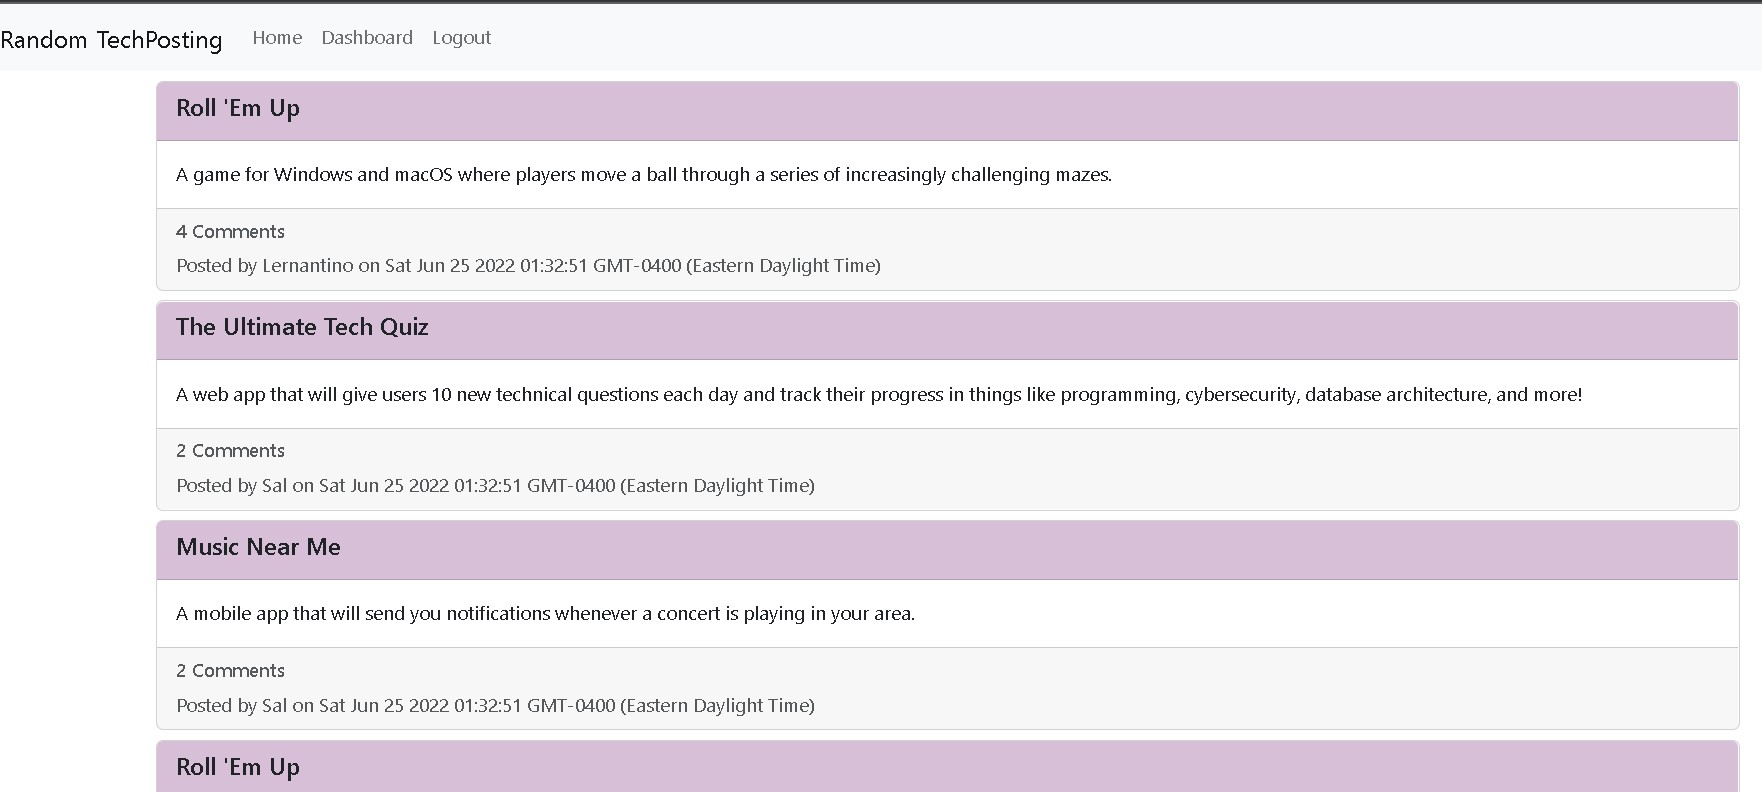 Random TechPosting Home Dashboard Logout
Roll 'Em Up
A game for Windows and macOS where players move a ball through a series of increasingly challenging mazes.
4 Comments
Posted by Lernantino on Sat Jun 25 2022 01:32:51 GMT-0400 (Eastern Daylight Time)
The Ultimate Tech Quiz
A web app that will give users 10 new technical questions each day and track their progress in things like programming, cybersecurity, database architecture, and more!
2 Comments
Posted by Sal on Sat Jun 25 2022 01:32:51 GMT-0400 (Eastern Daylight Time)
Music Near Me
A mobile app that will send you notifications whenever a concert is playing in your area.
2 Comments
Posted by Sal on Sat Jun 25 2022 01:32:51 GMT-0400 (Eastern Daylight Time)
Roll 'Em Up